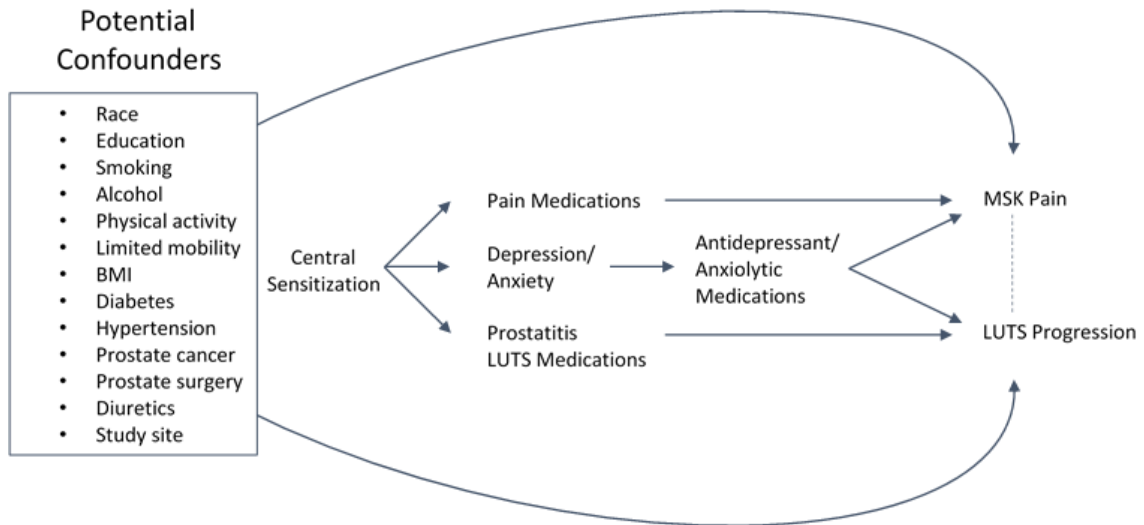 Potential
Confounders
• Race
• Education
• Smoking
• Alcohol
• Physical activity
• Limited mobility
• BMI
• Diabetes
• Hypertension
• Prostate cancer
• Prostate surgery
• Diuretics
• Study site
Central
Sensitization
Pain Medications
Depression/
Anxiety
Prostatitis
LUTS Medications
Antidepressant/
Anxiolytic
Medications
MSK Pain
LUTS Progression